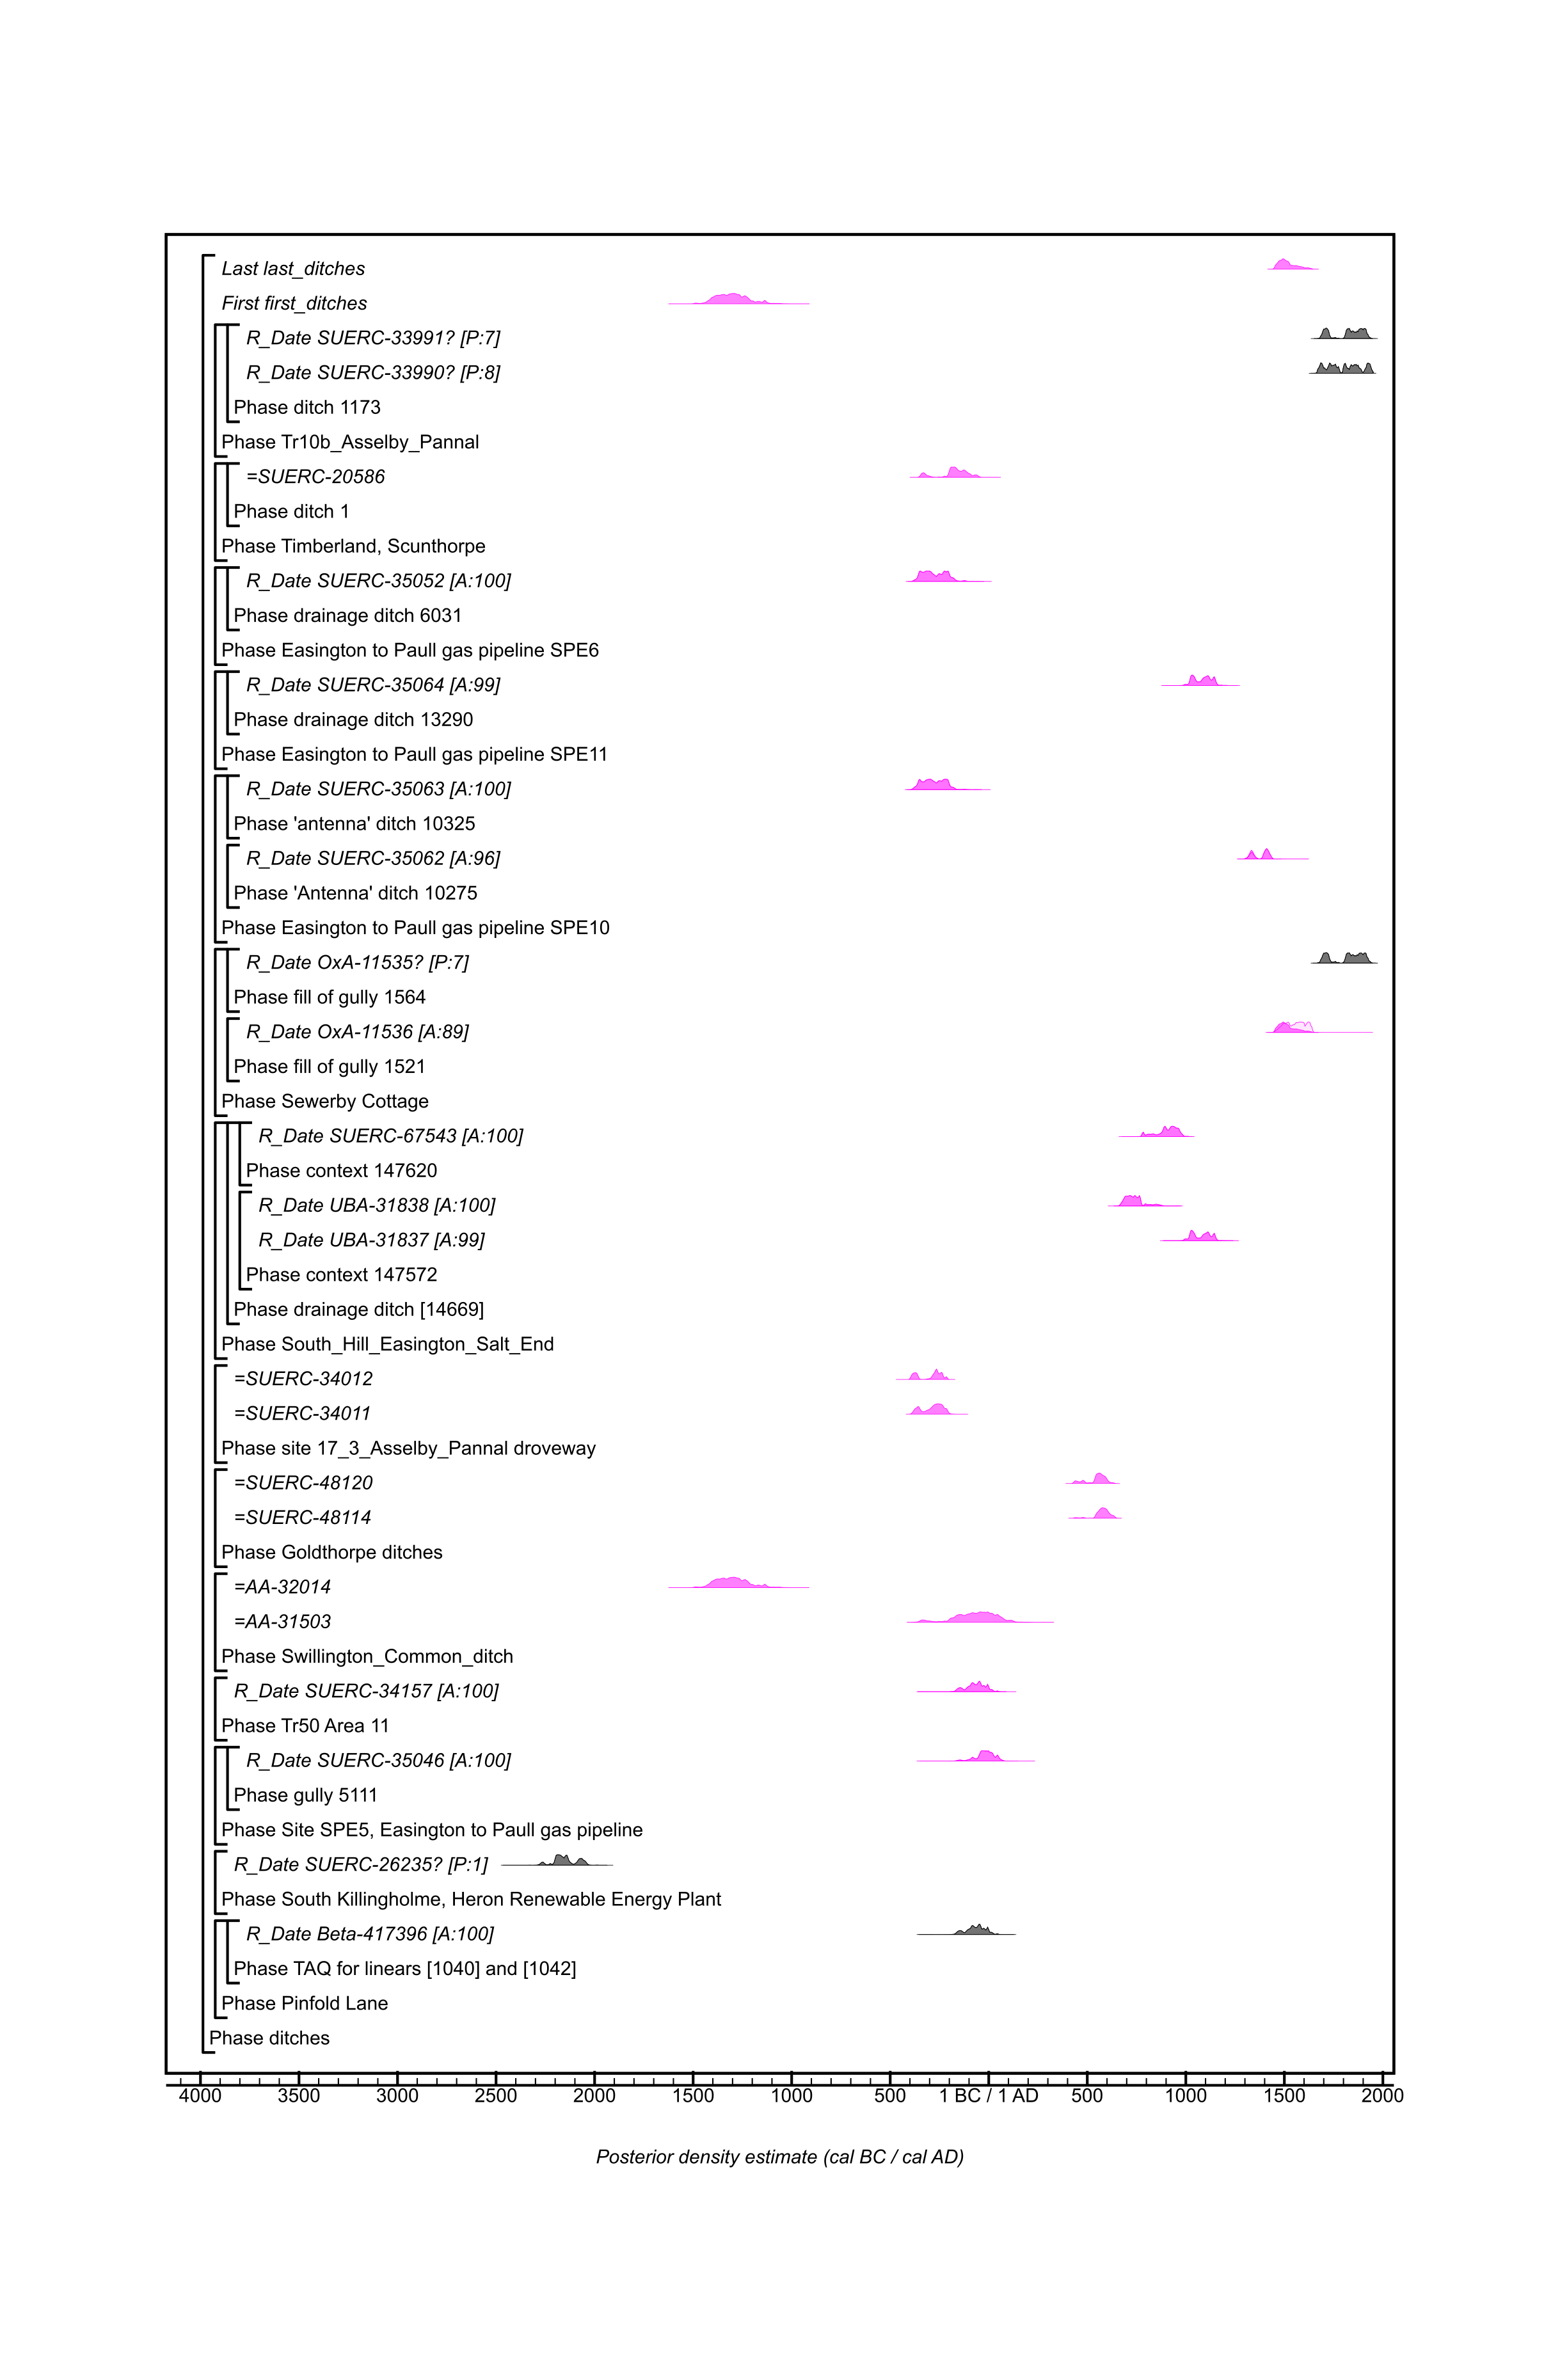 Last last_ditches
First first_ditches
R_Date SUERC-33991? [P:7]
R_Date SUERC-33990? [P:8]
Phase ditch 1173
Phase Tr10b_Asselby_Pannal
=SUERC-20586
Phase ditch 1
Phase Timberland, Scunthorpe
R_Date SUERC-35052 [A:100]
Phase drainage ditch 6031
Phase Easington to Paull gas pipeline SPE6
R_Date SUERC-35064 [A:99]
Phase drainage ditch 13290
Phase Easington to Paull gas pipeline SPE11
R_Date SUERC-35063 [A:100]
Phase 'antenna' ditch 10325
R_Date SUERC-35062 [A:96]
Phase 'Antenna' ditch 10275
Phase Easington to Paull gas pipeline SPE10
R_Date OxA-11535? [P:7]
Phase fill of gully 1564
R_Date OxA-11536 [A:89]
Phase fill of gully 1521
Phase Sewerby Cottage
R_Date SUERC-67543 [A:100]
Phase context 147620
R_Date UBA-31838 [A:100]
R_Date UBA-31837 [A:99]
Phase context 147572
Phase drainage ditch [14669]
Phase South_Hill_Easington_Salt_End
=SUERC-34012
=SUERC-34011
Phase site 17_3_Asselby_Pannal droveway
=SUERC-48120
=SUERC-48114
Phase Goldthorpe ditches
=AA-32014
=AA-31503
Phase Swillington_Common_ditch
R_Date SUERC-34157 [A:100]
Phase Tr50 Area 11
R_Date SUERC-35046 [A:100]
Phase gully 5111
Phase Site SPE5, Easington to Paull gas pipeline
R_Date SUERC-26235? [P:1]
Phase South Killingholme, Heron Renewable Energy Plant
R_Date Beta-417396 [A:100]
Phase TAQ for linears [1040] and [1042]
Phase Pinfold Lane
Phase ditches
4000 3500 3000 2500 2000 1500 1000 500 1 BC / 1 AD 500 1000 1500 2000
Posterior density estimate (cal BC / cal AD)